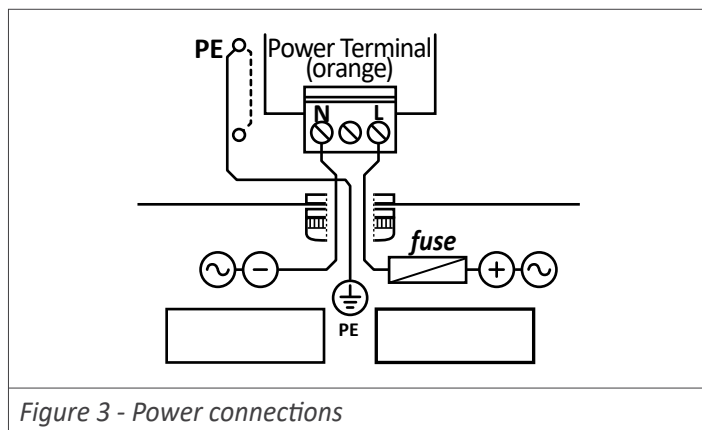 PE
Power Terminal
(orange)
N L
fuse
PE
Figure 3 - Power connections